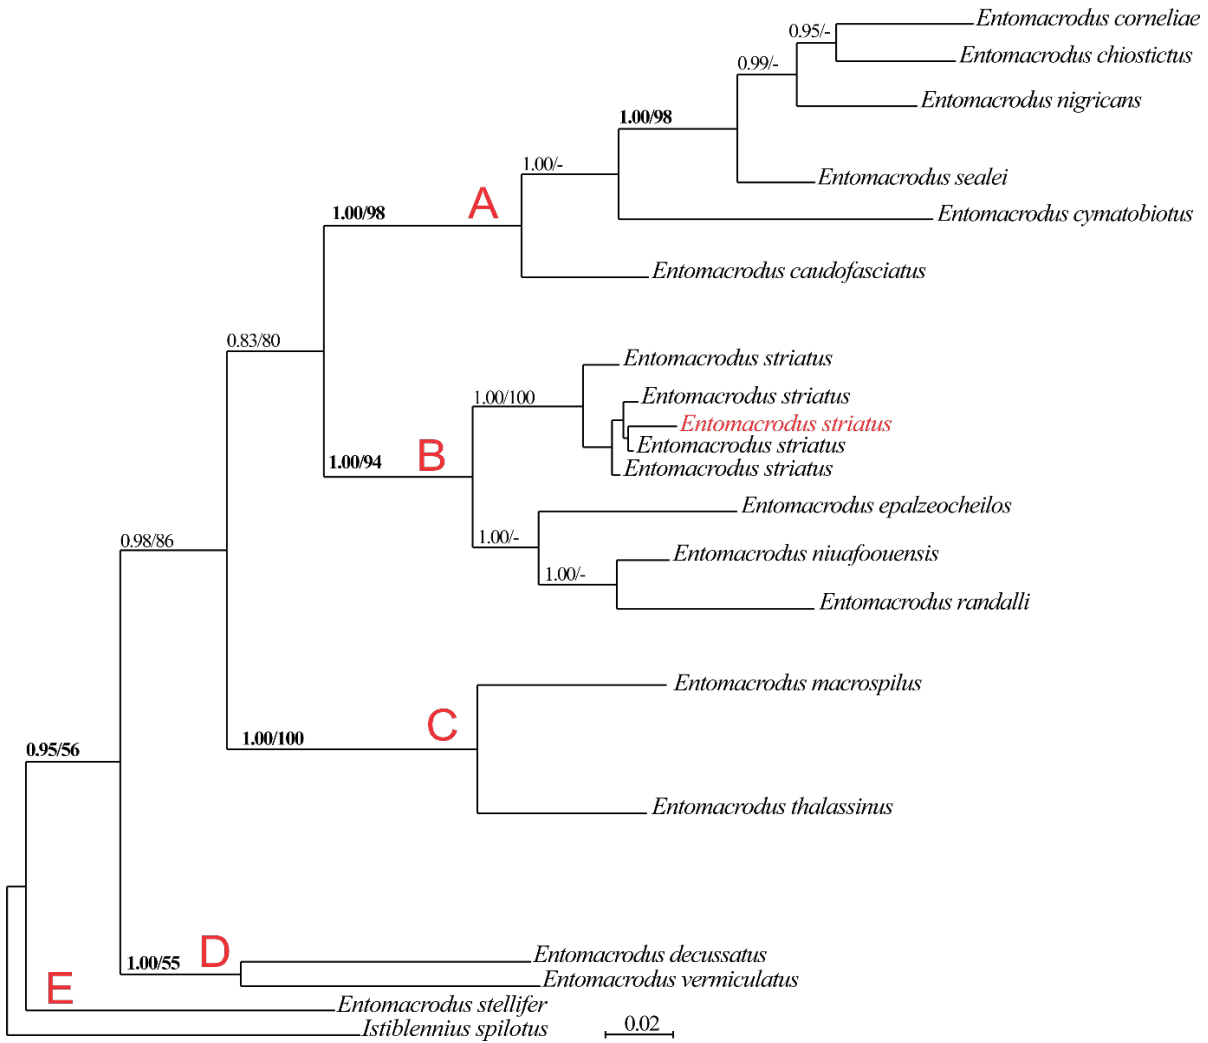 Entomacrodus corneliae
0.95/-
Entomacrodus chiostictus
0.99/-
Entomacrodus nigricans
1.00/98
1.00/-
Entomacrodus sealei
A
1.00/98
Entomacrodus cymatobiotus
Entomacrodus caudofasciatus
0.83/80
Entomacrodus striatus
1.00/100
Entomacrodus striatus
Entomacrodus striatus
Entomacrodus striatus
B
1.00/94
Entomacrodus striatus
Entomacrodus epalzeocheilos
0.98/86
1.00/-
Entomacrodus niuafoouensis
1.00/-
Entomacrodus randalli
Entomacrodus macrospilus
C
1.00/100
0.95/56
Entomacrodus thalassinus
D
Entomacrodus decussatus
1.00/55
Entomacrodus vermiculatus
E
Entomacrodus stellifer
Istiblennius spilotus
0.02